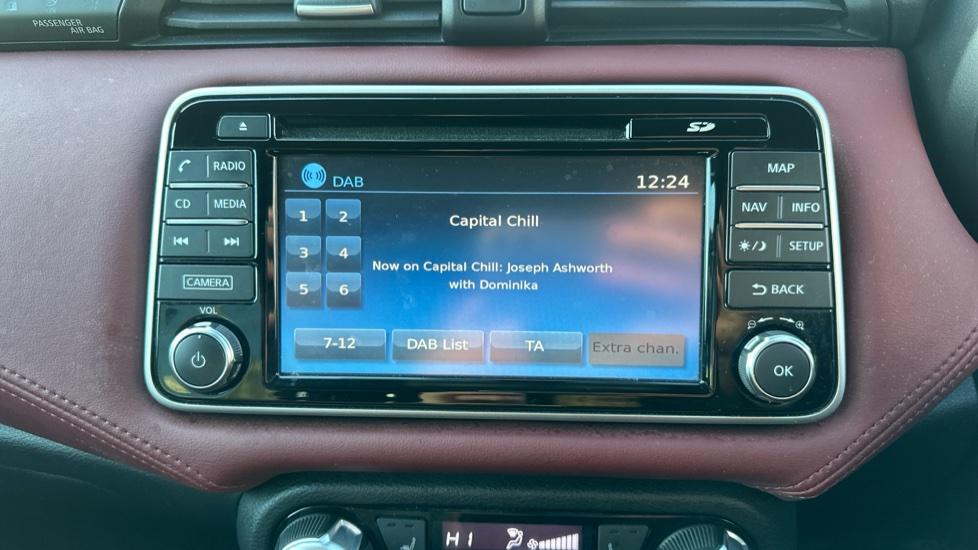 PASSENGER
AIR BAG
SD
RADIO
CD MEDIA
CAMERA
VOL
DAB 12:24
1 2
3 4
5 6
Capital Chill
Now on Capital Chill: Joseph Ashworth
with Dominika
7-12 DAB List TA Extra chan.
MAP
NAV INFO
SETUP
BACK
OK
HI